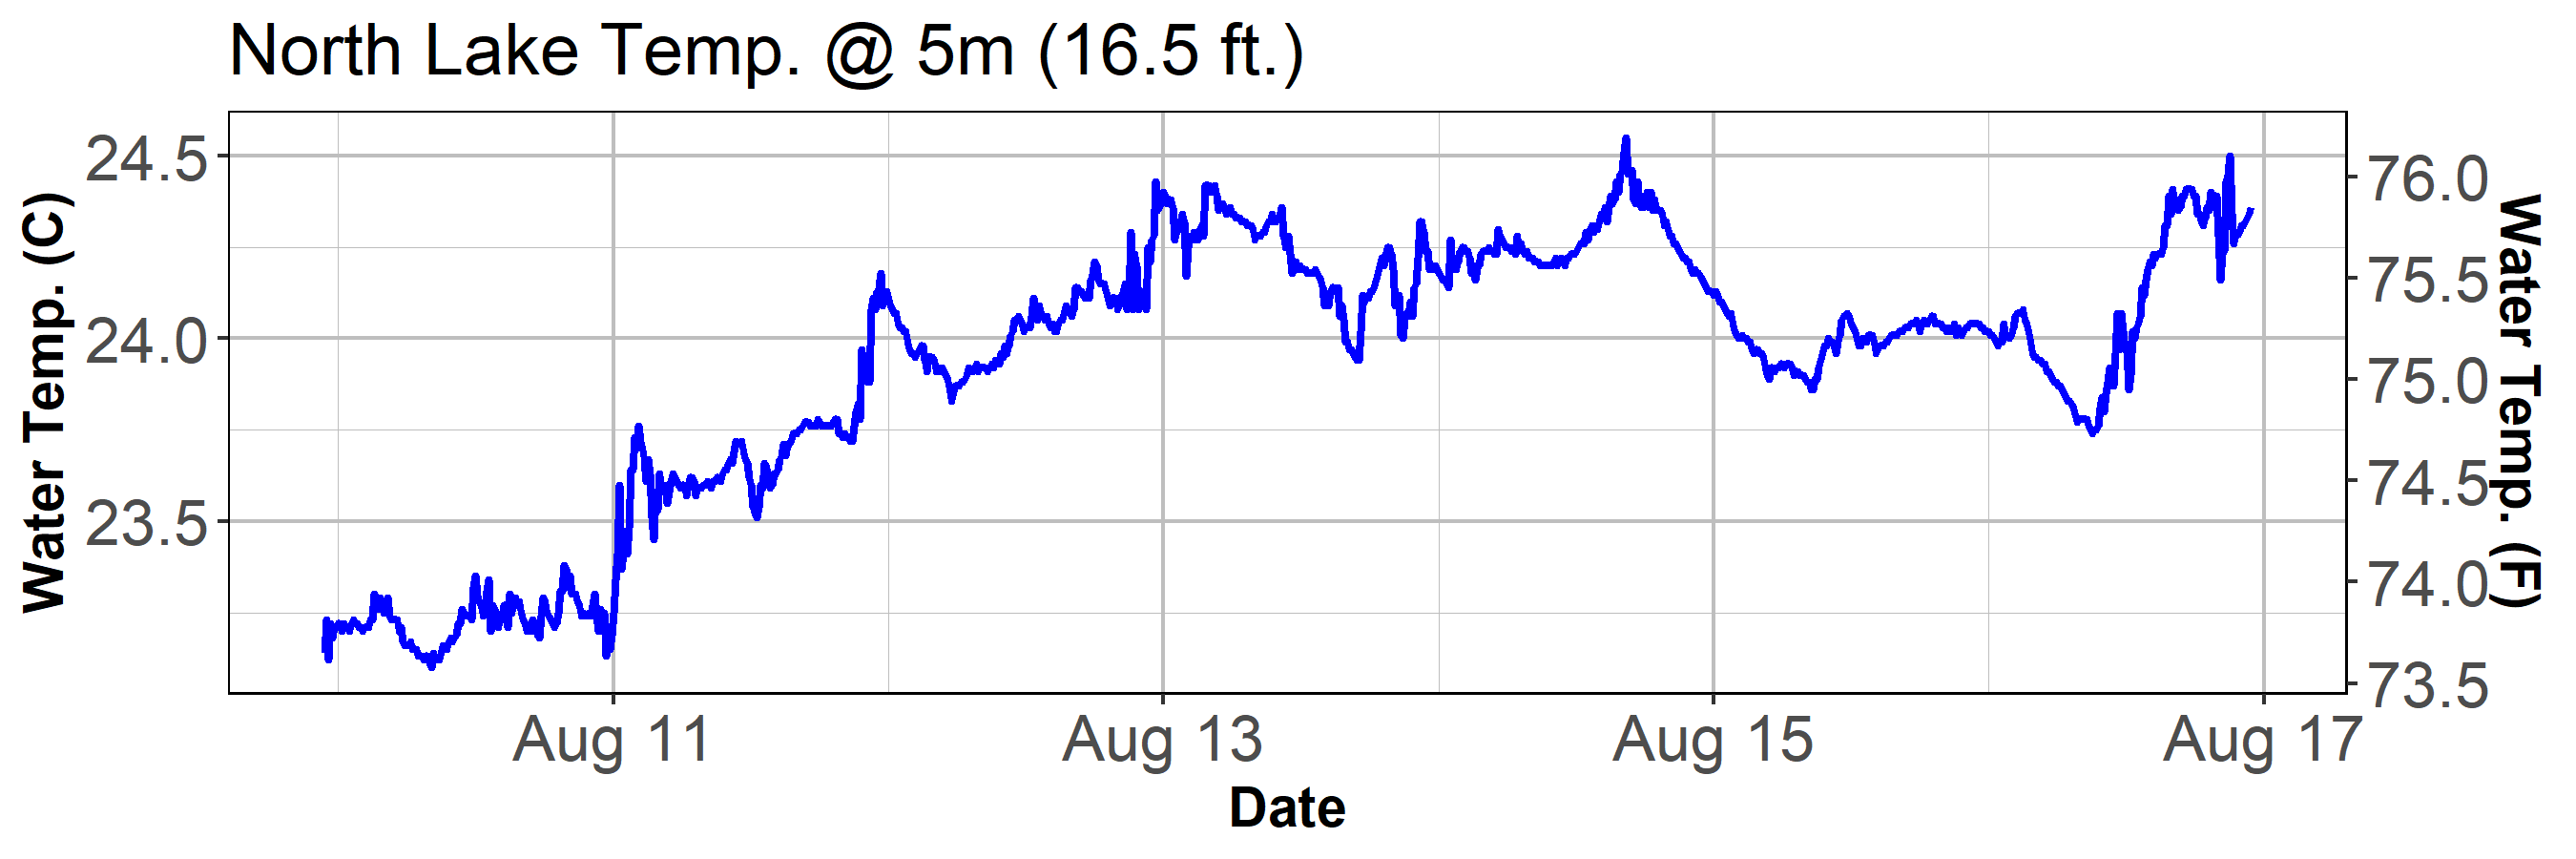 North Lake Temp. @ 5m (16.5 ft.)
Water Temp. (C)
24.5
24.0
23.5
76.0
75.5
75.0
74.5
74.0
73.5
Water Temp. (F)
Aug 11
Aug 13
Aug 15
Aug 17
Date